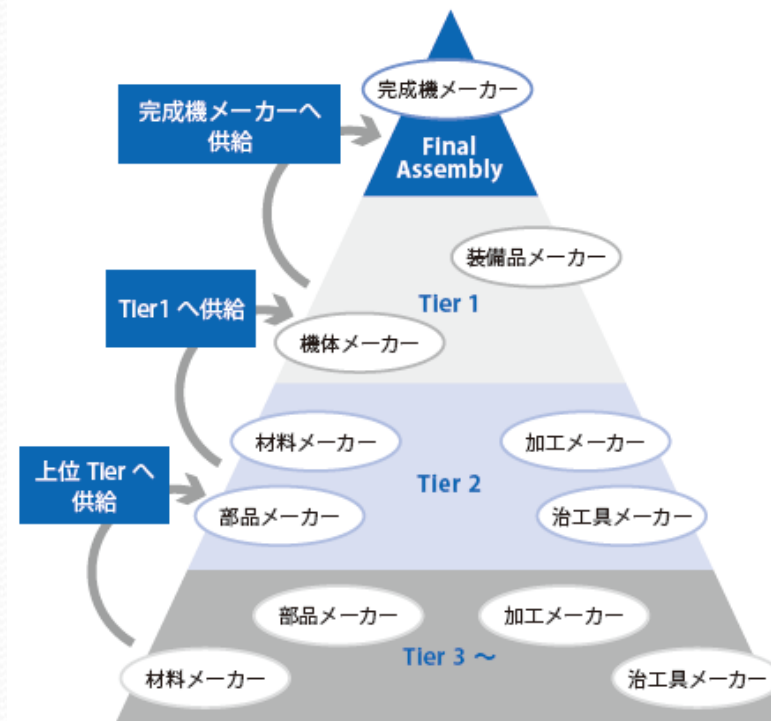 完成機メーカー
完成機メーカーへ
供給
Final
Assembly
装備品メーカー
Tier1 へ供給
Tier 1
機体メーカー
材料メーカー
加工メーカー
上位 Tier へ
供給
Tier 2
部品メーカー
治工具メーカー
部品メーカー
加工メーカー
Tier 3 ～
材料メーカー
治工具メーカー